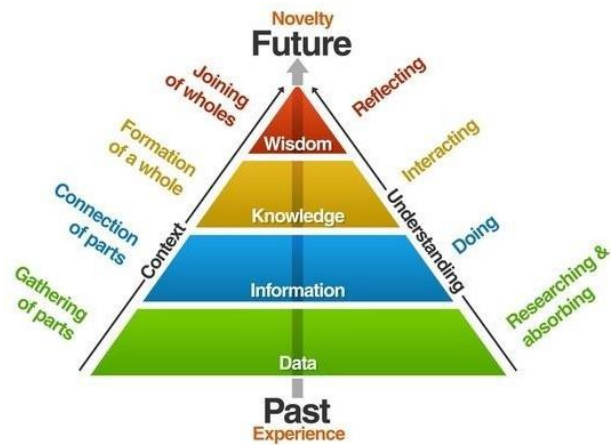 Novelty
Future
Joining
of wholes
Reflecting
Wisdom
Formation
of a whole
Interacting
Knowledge
Connection
of parts
Context
Understanding
Doing
Information
Gathering
of parts
Researching &
absorbing
Data
Past
Experience